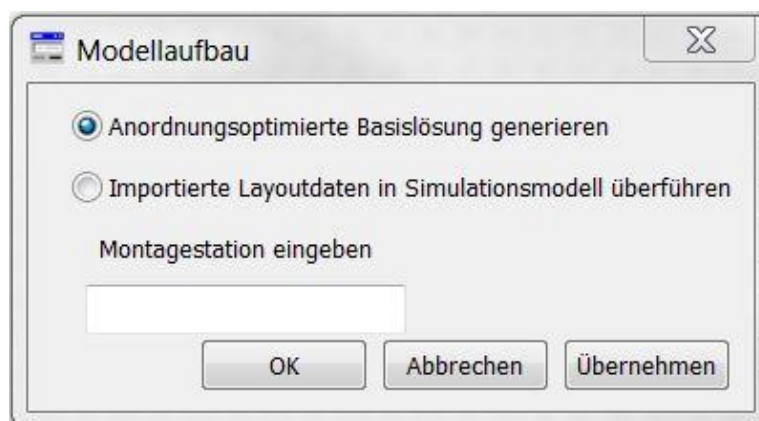 Modellaufbau
Anordnungsoptimierte Basislösung generieren
Importierte Layoutdaten in Simulationsmodell überführen
Montagestation eingeben
OK Abbrechen Übernehmen